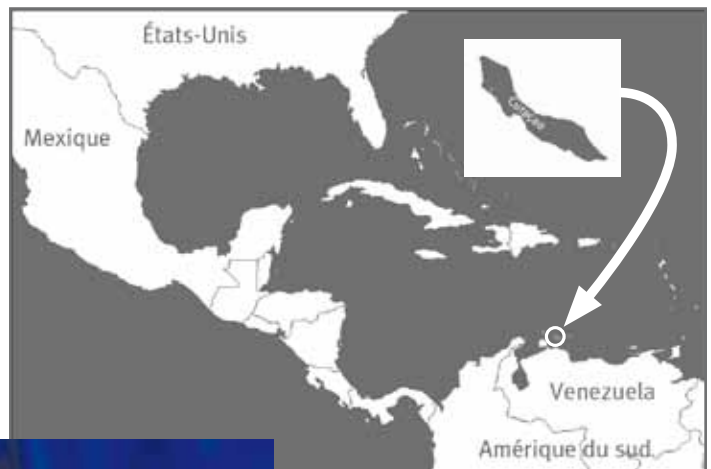 États-Unis
Mexique
Curaçao
Venezuela
Amérique du sud